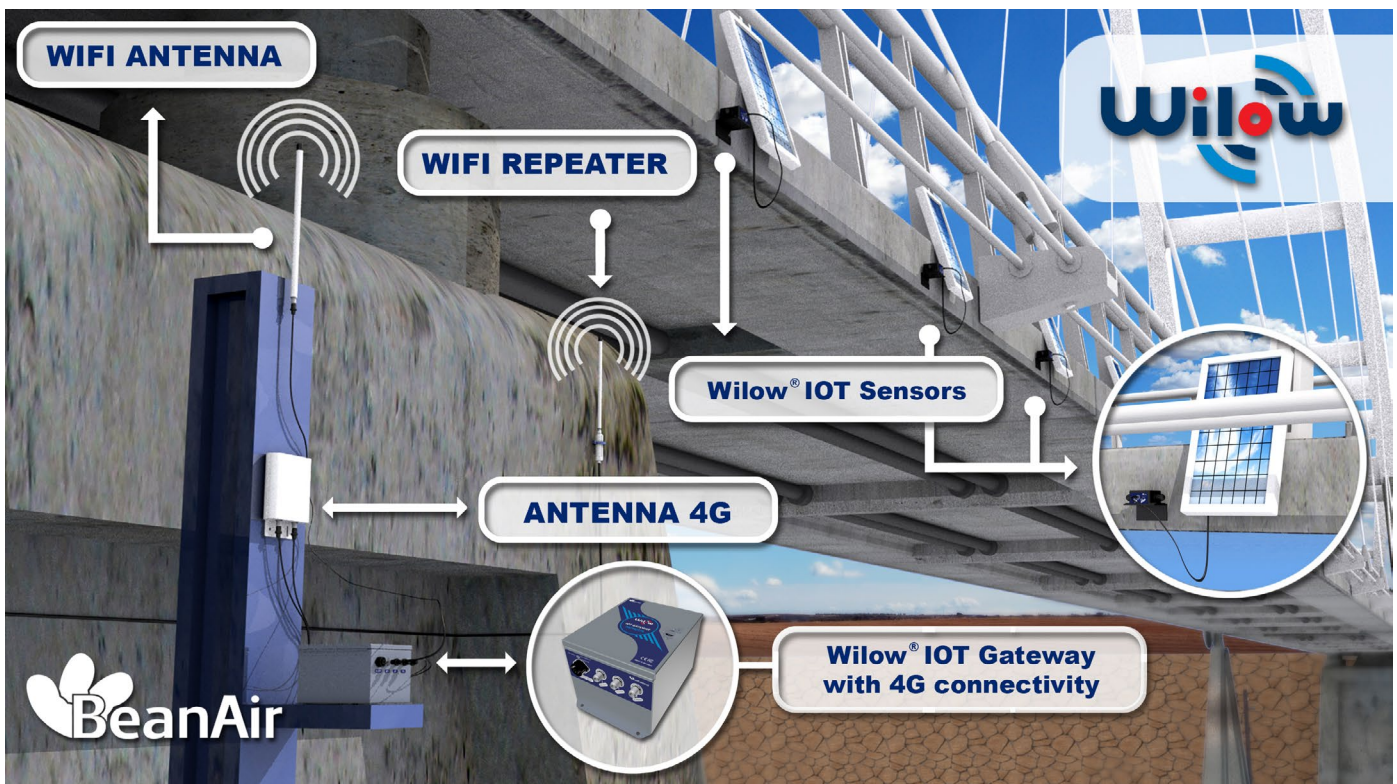 WIFI ANTENNA
Wilow
WIFI REPEATER
Wilow® IOT Sensors
ANTENNA 4G
Wilow® IOT Gateway
with 4G connectivity
BeanAir